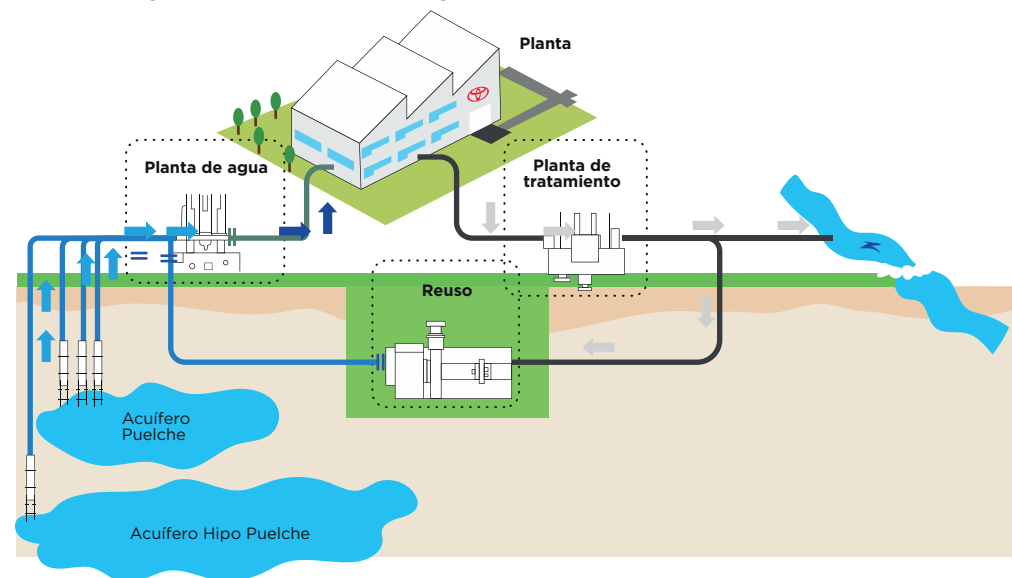 Planta
Planta de agua
Planta de
tratamiento
Reuso
Acuífero
Puelche
Acuífero Hipo Puelche